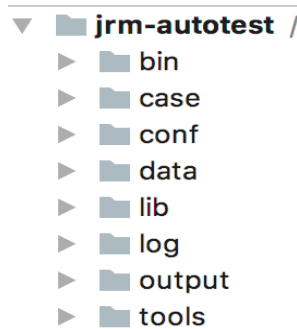 jrm-autotest /
bin
case
conf
data
lib
log
output
tools